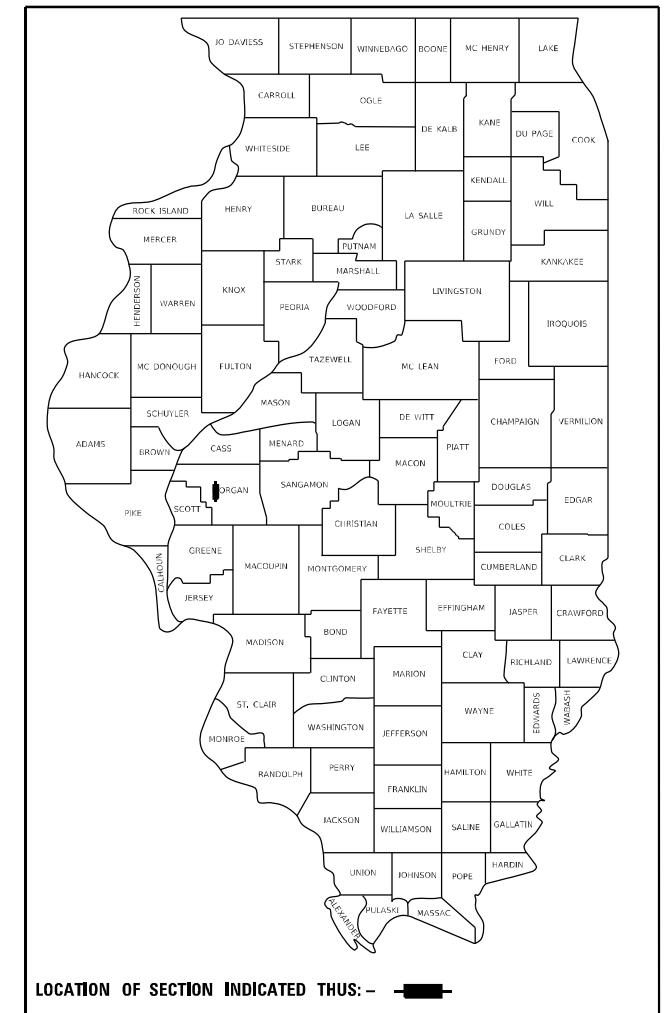 JO DAVIESS
STEPHENSON
WINNEBAGO
BOONE
MC HENRY
LAKE
CARROLL
OGLE
DE KALB
KANE
DU PAGE
COOK
WHITESIDE
LEE
KENDALL
ROCK ISLAND
HENRY
BUREAU
LA SALLE
WILL
MERCER
PUTNAM
GRUNDY
STARK
MARSHALL
KANKAKEE
HENDERSON
WARREN
KNOX
PEORIA
WOODFORD
LIVINGSTON
IROQUOIS
HANCOCK
MC DONOUGH
FULTON
TAZEWELL
MC LEAN
FORD
MASON
SCHUYLER
LOGAN
DE WITT
CHAMPAIGN
VERMILION
ADAMS
BROWN
CASS
MENARD
PIATT
MACON
SANGAMON
ORGAN
DOUGLAS
EDGAR
PIKE
SCOTT
MOULTRIE
CHRISTIAN
COLES
GREENE
MACOUPIN
MONTGOMERY
SHELBY
CUMBERLAND
CLARK
CALHOUN
JERSEY
FAYETTE
EFFINGHAM
JASPER
CRAWFORD
MADISON
BOND
CLAY
RICHLAND
LAWRENCE
CLINTON
MARION
ST. CLAIR
WAYNE
EDWARDS
WABASH
MONROE
WASHINGTON
JEFFERSON
RANDOLPH
PERRY
HAMILTON
WHITE
FRANKLIN
JACKSON
WILLIAMSON
SALINE
GALLATIN
UNION
JOHNSON
POPE
HARDIN
ALEXANDER
PULASKI
MASSAC
LOCATION OF SECTION INDICATED THUS: –